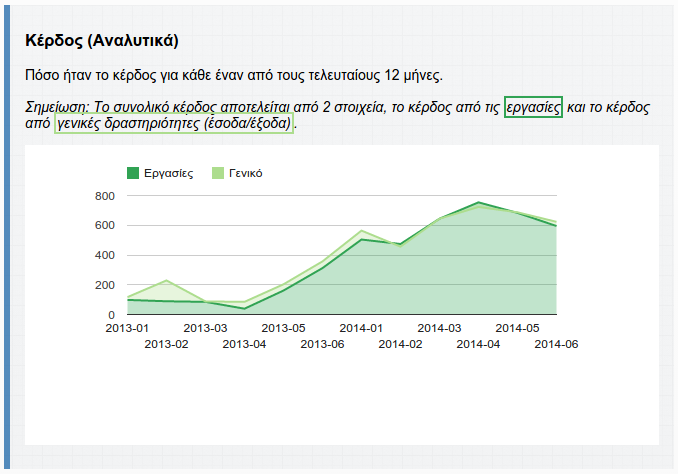 Κέρδος (Αναλυτικά)
Πόσο ήταν το κέρδος για κάθε έναν από τους τελευταίους 12 μήνες.
Σημείωση: Το συνολικό κέρδος αποτελείται από 2 στοιχεία, το κέρδος από τις εργασίες και το κέρδος
από γενικές δραστηριότητες (έσοδα/έξοδα).
Εργασίες Γενικό
800
600
400
200
0
2013-01 2013-03 2013-05 2014-01 2014-03 2014-05
2013-02 2013-04 2013-06 2014-02 2014-04 2014-06